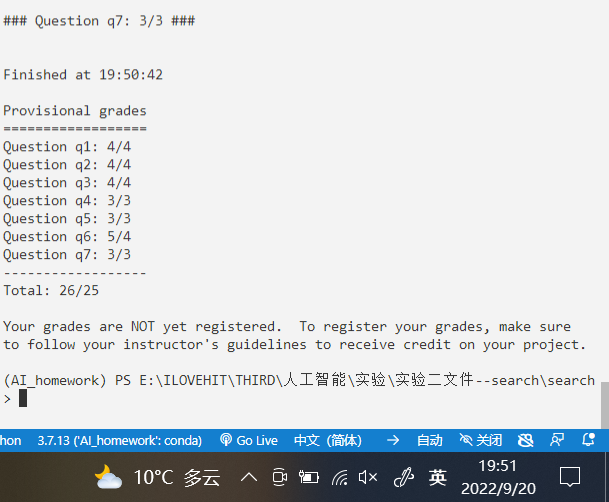 ### Question q7: 3/3 ###
Finished at 19:50:42
Provisional grades
==================
Question q1: 4/4
Question q2: 4/4
Question q3: 4/4
Question q4: 3/3
Question q5: 3/3
Question q6: 5/4
Question q7: 3/3
------------------
Total: 26/25
Your grades are NOT yet registered.  To register your grades, make sure
to follow your instructor's guidelines to receive credit on your project.
(AI_homework) PS E:\ILOVEHIT\THIRD\人工智能\实验\实验二文件--search\search
>
hon 3.7.13 ('AI_homework': conda) Go Live 中文（简体） 自动 关闭
10°C 多云 英 19:51
2022/9/20